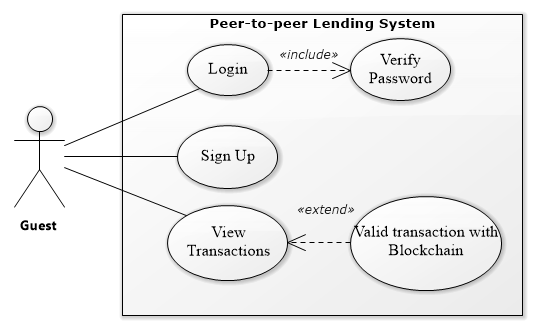 Peer-to-peer Lending System
Login
«include»
Verify
Password
Sign Up
Guest
View
Transactions
«extend»
Valid transaction with
Blockchain